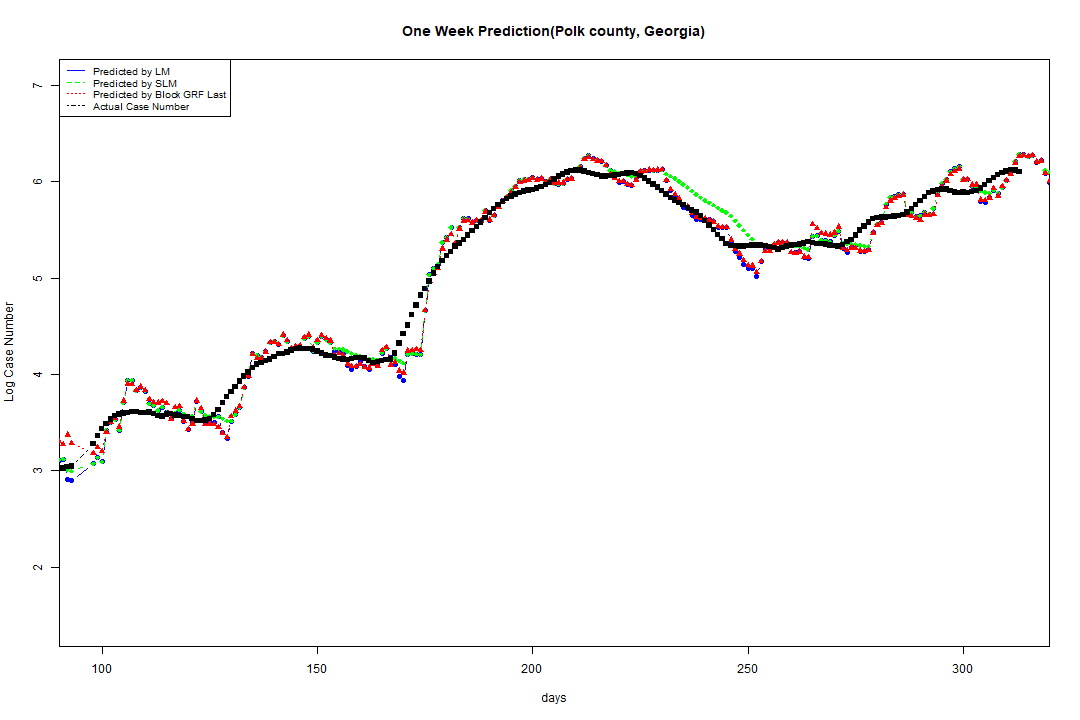 One Week Prediction(Polk county, Georgia)
Predicted by LM
Predicted by SLM
Predicted by Block GRF Last
Actual Case Number
7
6
5
4
3
2
Log Case Number
100 150 200 250 300
days